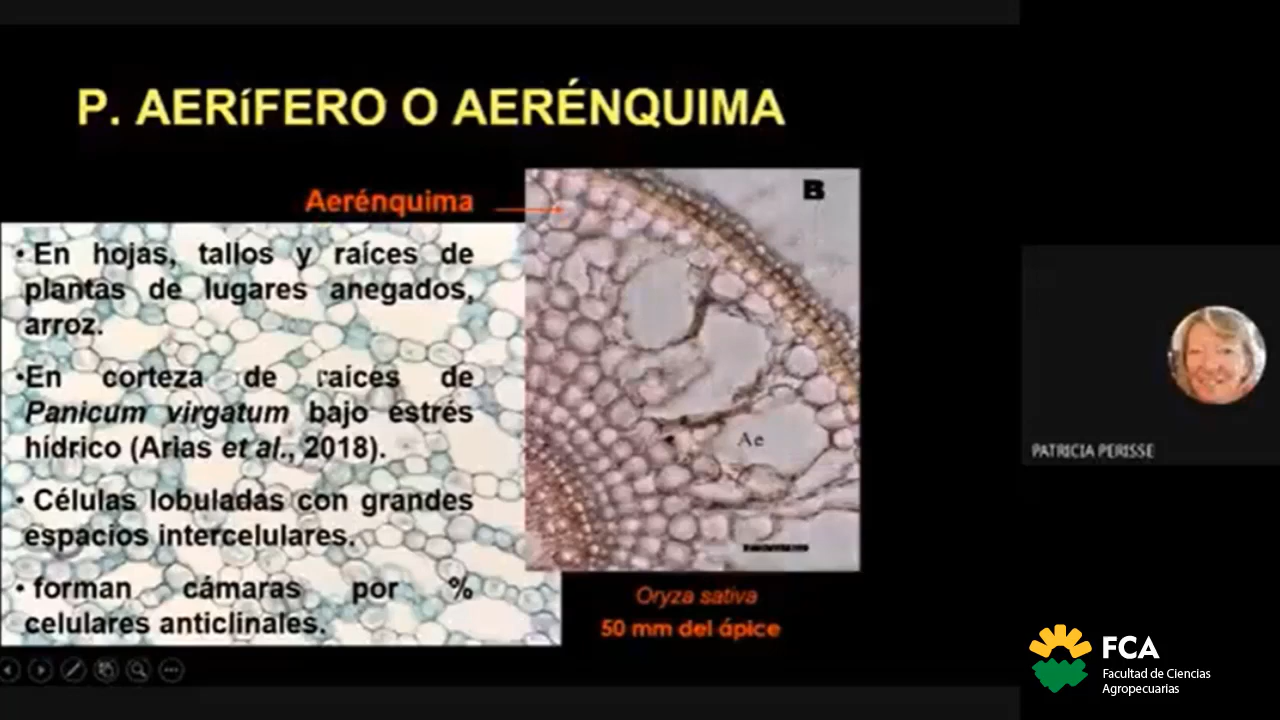 P. AERíFERO O AERÉNQUIMA
Aerénquima
B
• En hojas, tallos y raíces de
plantas de lugares anegados,
arroz.
•En corteza de raices de
Panicum virgatum bajo estrés
hídrico (Arias et al., 2018).
• Células lobuladas con grandes
espacios intercelulares.
• forman cámaras por %
celulares anticlinales.
Ae
Oryza sativa
50 mm del ápice
PATRICIA PERISSE
FCA
Facultad de Ciencias
Agropecuarias